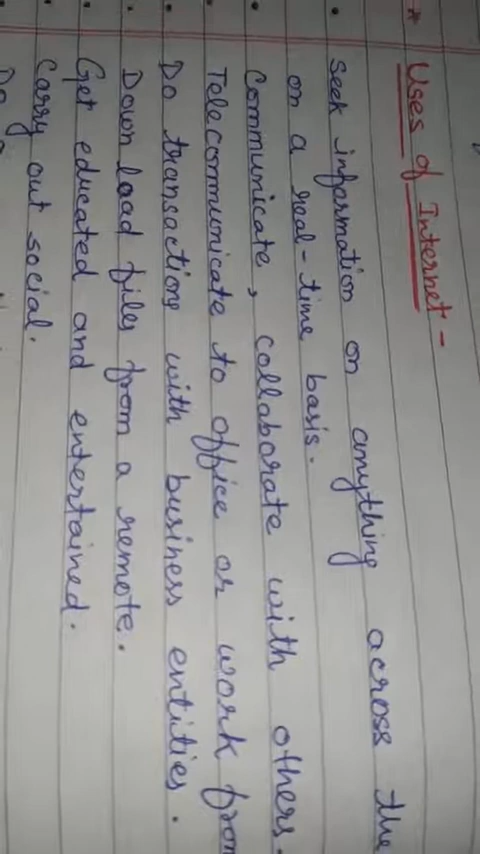 * Uses of Internet -
• Seek information on anything across the
on a real-time basis.
• Communicate, collaborate with others.
• Telecommunicate to office or work from
• Do transactions with business entities.
• Down load files from a remote.
• Get educated and entertained.
• Carry out social.
Do